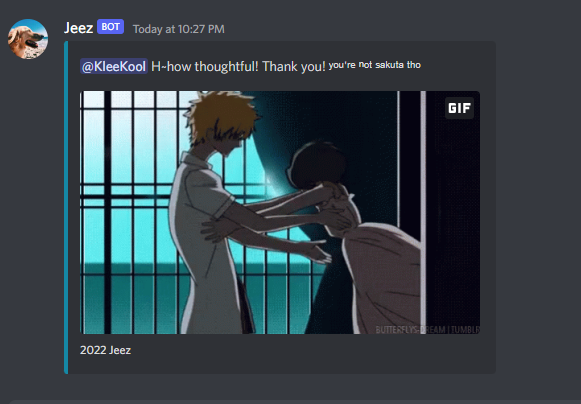 Jeez BOT Today at 10:27 PM
@KleeKool H~how thoughtful! Thank you! you're not sakuta tho
GIF
BUTTERFLYS-DREAM | TUMBLR
2022 Jeez